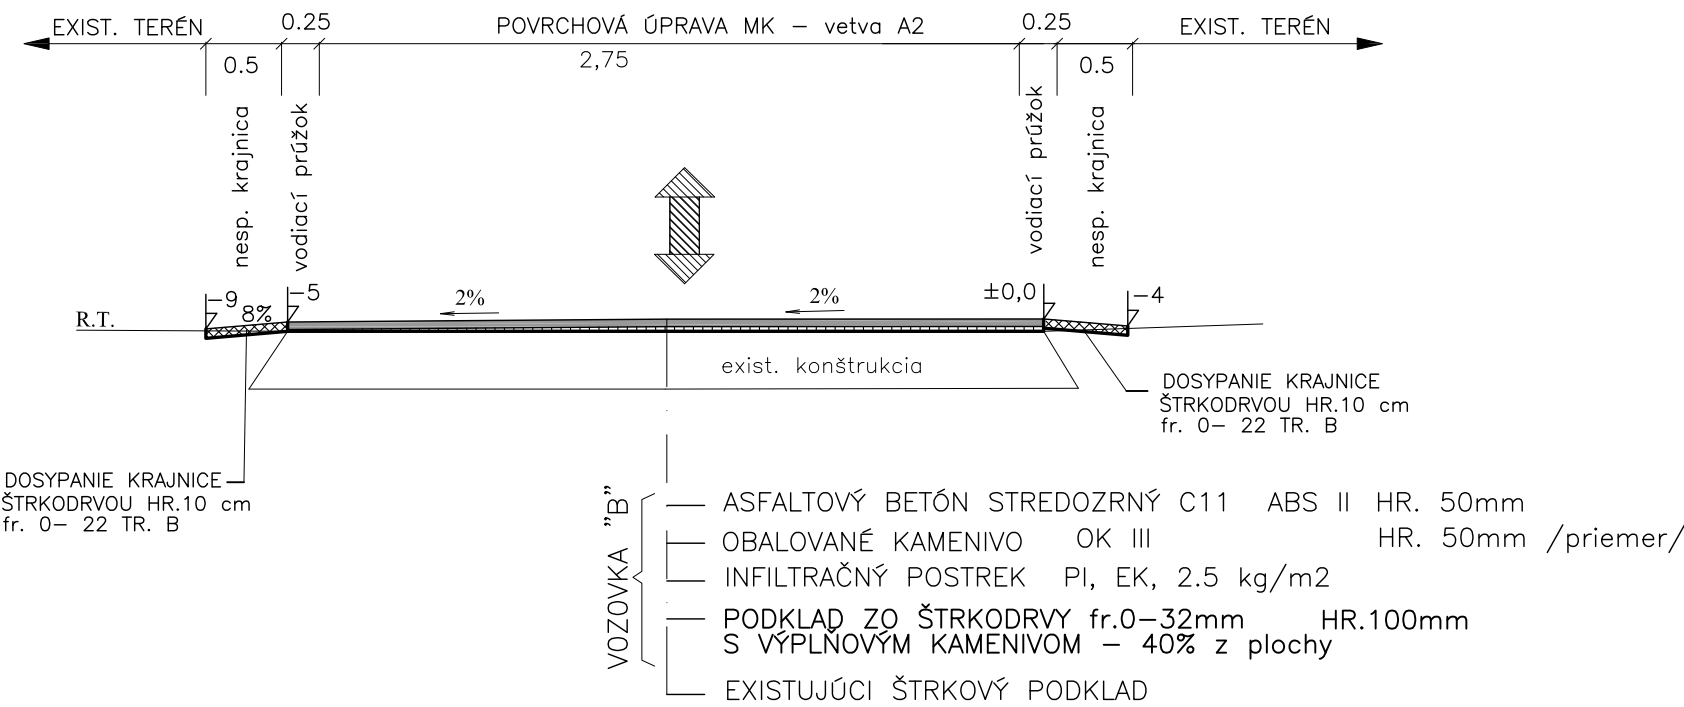 EXIST. TERÉN
0.25
POVRCHOVÁ ÚPRAVA MK – vetva A2
0.25
EXIST. TERÉN
0.5
2,75
0.5
nesp. krajnica
vodiací prúžok
vodiací prúžok
nesp. krajnica
–9
8%
–5
2%
2%
±0,0
–4
R.T.
exist. konštrukcia
DOSYPANIE KRAJNICE
ŠTRKODRVOU HR.10 cm
fr. 0– 22 TR. B
DOSYPANIE KRAJNICE
ŠTRKODRVOU HR.10 cm
fr. 0– 22 TR. B
VOZOVKA "B"
ASFALTOVÝ BETÓN STREDOZRNÝ C11 ABS II HR. 50mm
OBALOVANÉ KAMENIVO OK III HR. 50mm /priemer/
INFILTRAČNÝ POSTREK PI, EK, 2.5 kg/m2
PODKLAD ZO ŠTRKODRVY fr.0–32mm HR.100mm
S VÝPLŇOVÝM KAMENIVOM – 40% z plochy
EXISTUJÚCI ŠTRKOVÝ PODKLAD